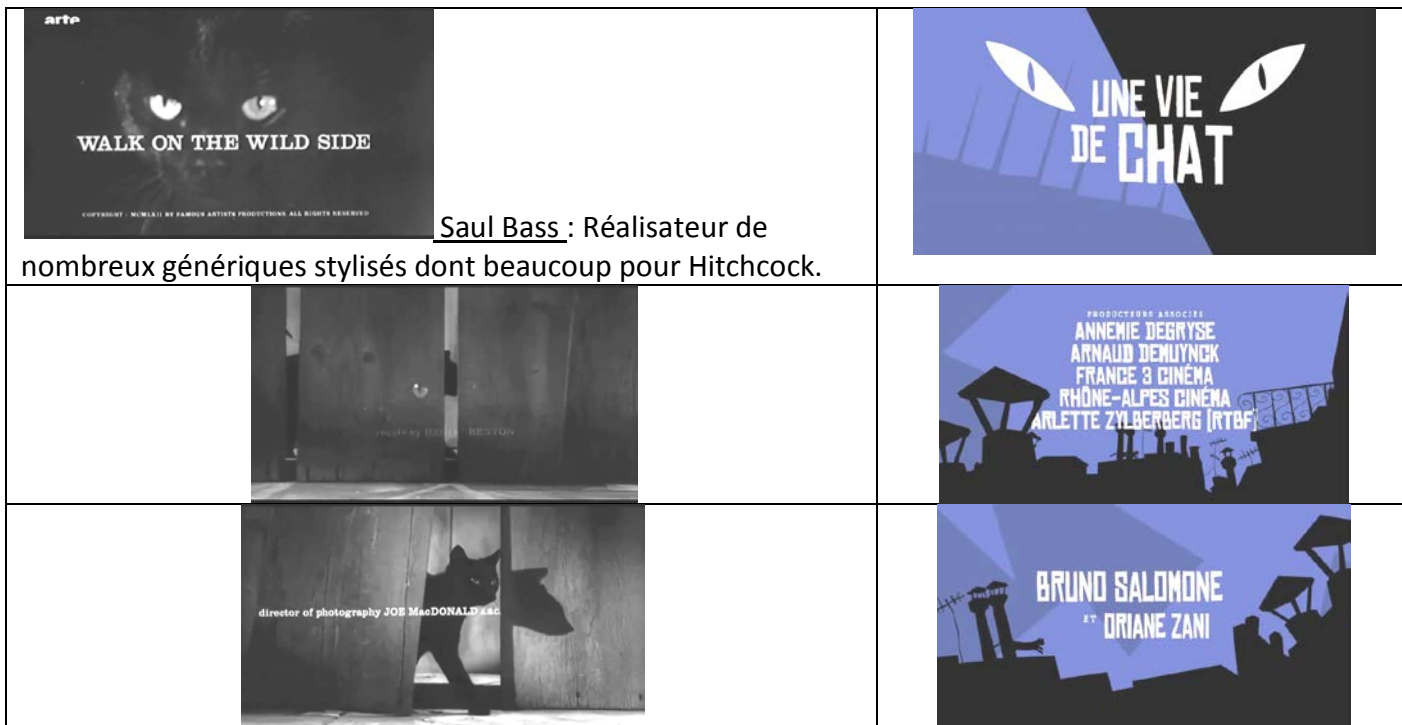 arte
WALK ON THE WILD SIDE
COPYRIGHT : MCMLXII BY FAMOUS ARTISTS PRODUCTIONS. ALL RIGHTS RESERVED
Saul Bass : Réalisateur de
nombreux génériques stylisés dont beaucoup pour Hitchcock.
UNE VIE
DE CHAT
by
BENTON
PRODUCTEURS ASSOCIÉS
ANNEMIE DEGRYSE
ARNAUD DEMUYNCK
FRANCE 3 CINÉMA
RHÔNE-ALPES CINÉMA
ARLETTE ZYLBERBERG (RTBF)
director of photography JOE MacDONALD A.S.C.
BRUNO SALOMONE
ET ORIANE ZANI